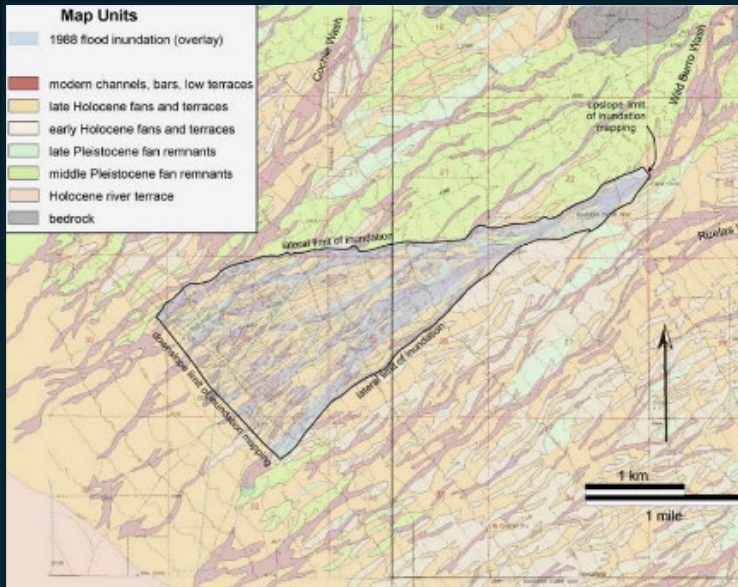 Map Units
1988 flood inundation (overlay)
modern channels, bars, low terraces
late Holocene fans and terraces
early Holocene fans and terraces
late Pleistocene fan remnants
middle Pleistocene fan remnants
Holocene river terrace
bedrock
Cochie Wash
Wild Burro Wash
upslope limit
of inundation
mapping
Ruelas
lateral limit of inundation
lateral limit of inundation
downslope limit of inundation mapping
1 km
1 mile